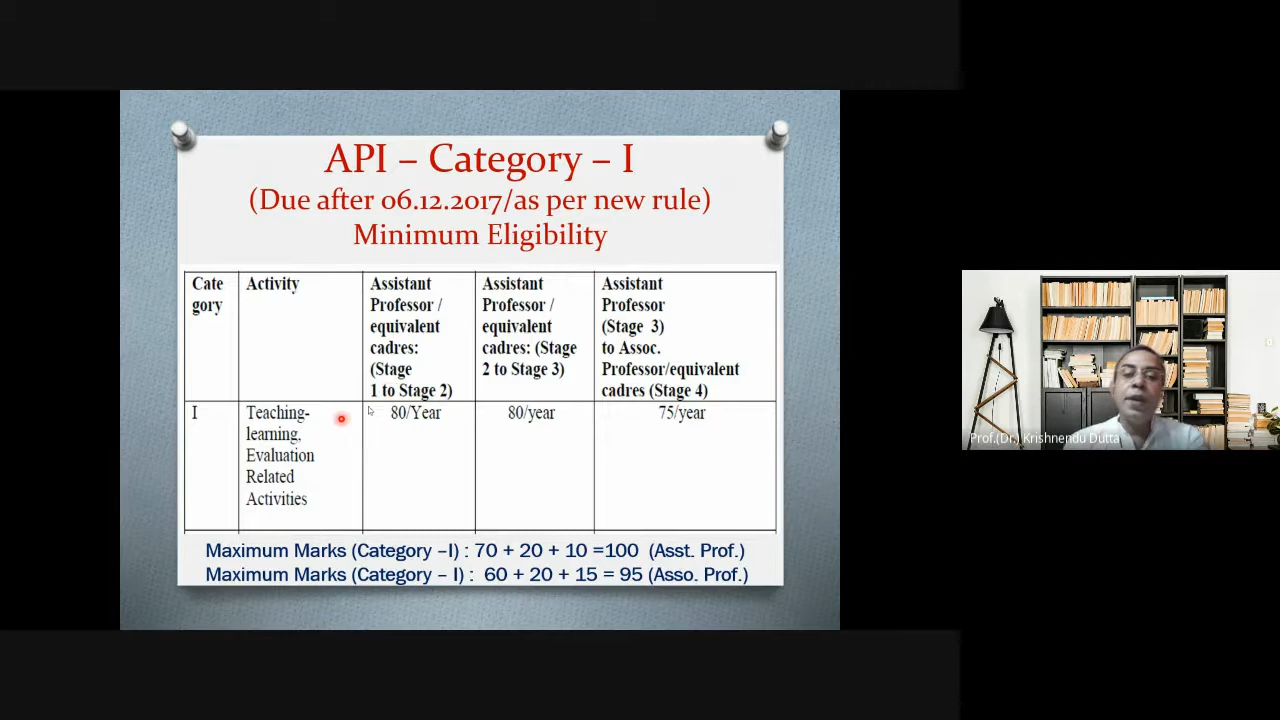 API – Category – I
(Due after 06.12.2017/as per new rule)
Minimum Eligibility
Cate
gory
Activity
Assistant
Professor /
equivalent
cadres:
(Stage
1 to Stage 2)
Assistant
Professor /
equivalent
cadres: (Stage
2 to Stage 3)
Assistant
Professor
(Stage 3)
to Assoc.
Professor/equivalent
cadres (Stage 4)
I
Teaching-
learning,
Evaluation
Related
Activities
80/Year
80/year
75/year
Maximum Marks (Category –I) : 70 + 20 + 10 =100 (Asst. Prof.)
Maximum Marks (Category – I) : 60 + 20 + 15 = 95 (Asso. Prof.)
Prof.(Dr.) Krishnendu Dutta